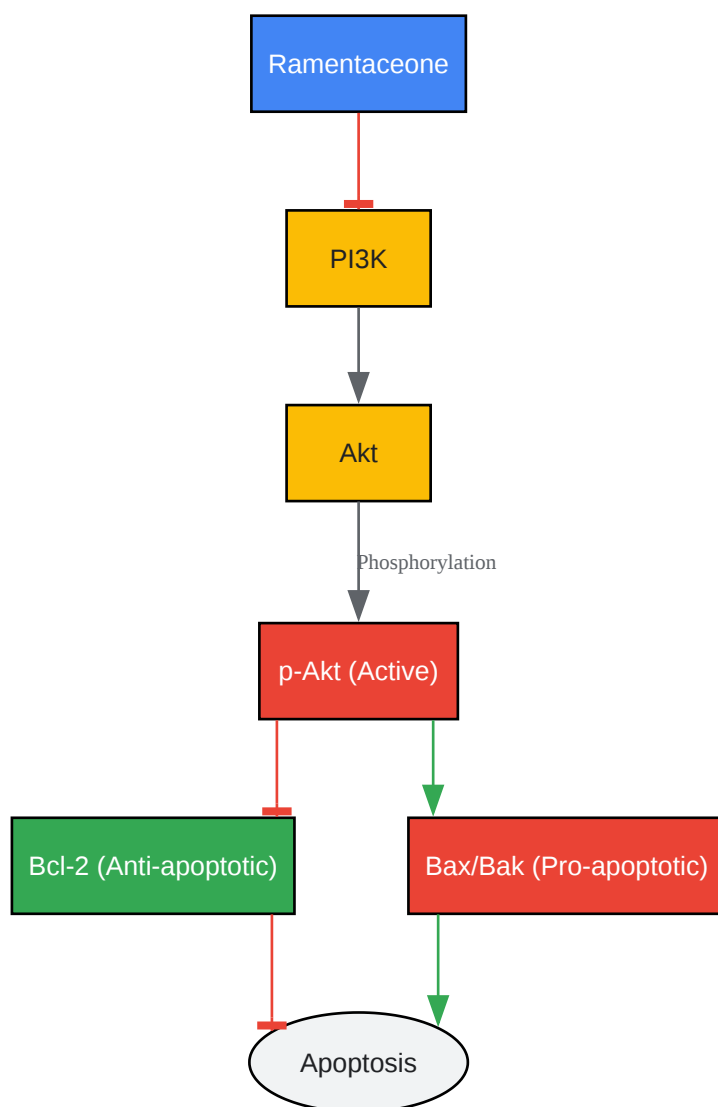 Ramentaceone
PI3K
Akt
Phosphorylation
p-Akt (Active)
Bcl-2 (Anti-apoptotic)
Bax/Bak (Pro-apoptotic)
Apoptosis